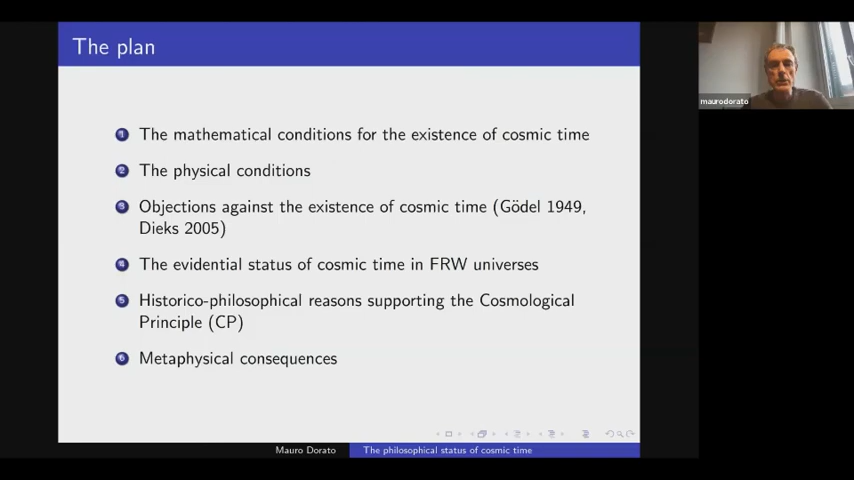 The plan
maurodorato
1 The mathematical conditions for the existence of cosmic time
2 The physical conditions
3 Objections against the existence of cosmic time (Gödel 1949,
Dieks 2005)
4 The evidential status of cosmic time in FRW universes
5 Historico-philosophical reasons supporting the Cosmological
Principle (CP)
6 Metaphysical consequences
Mauro Dorato The philosophical status of cosmic time